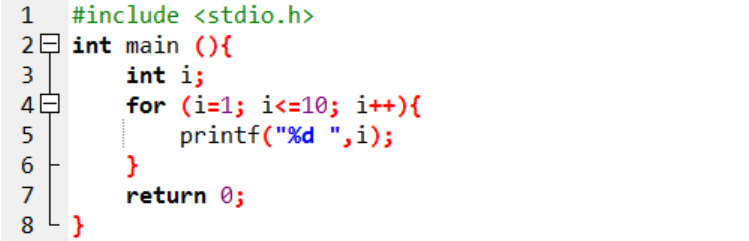 1 #include <stdio.h>
2 int main (){
3 int i;
4 for (i=1; i<=10; i++){
5 printf("%d ",i);
6 }
7 return 0;
8 }